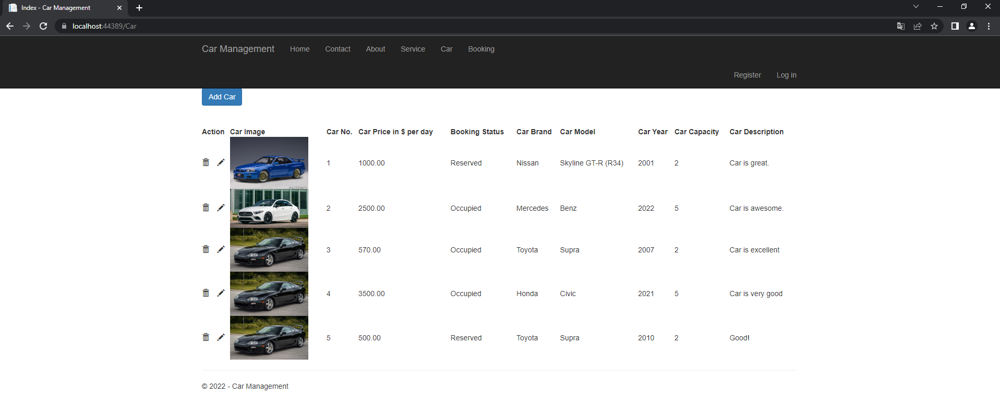 Index - Car Management
localhost:44389/Car
Car Management Home Contact About Service Car Booking
Register Log in
Add Car
Action Car Image Car No. Car Price in $ per day Booking Status Car Brand Car Model Car Year Car Capacity Car Description
1 1000.00 Reserved Nissan Skyline GT-R (R34) 2001 2 Car is great.
2 2500.00 Occupied Mercedes Benz 2022 5 Car is awesome.
3 570.00 Occupied Toyota Supra 2007 2 Car is excellent
4 3500.00 Occupied Honda Civic 2021 5 Car is very good
5 500.00 Reserved Toyota Supra 2010 2 Good!
© 2022 - Car Management